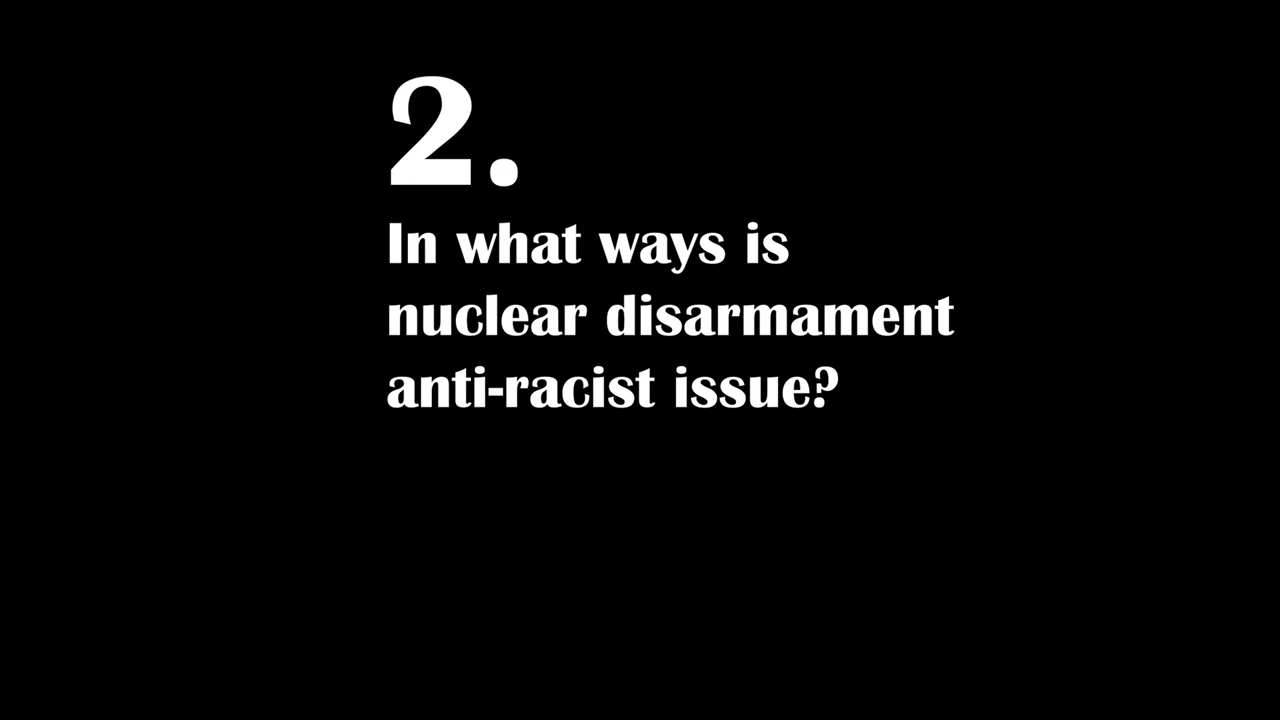 2.
In what ways is
nuclear disarmament
anti-racist issue?